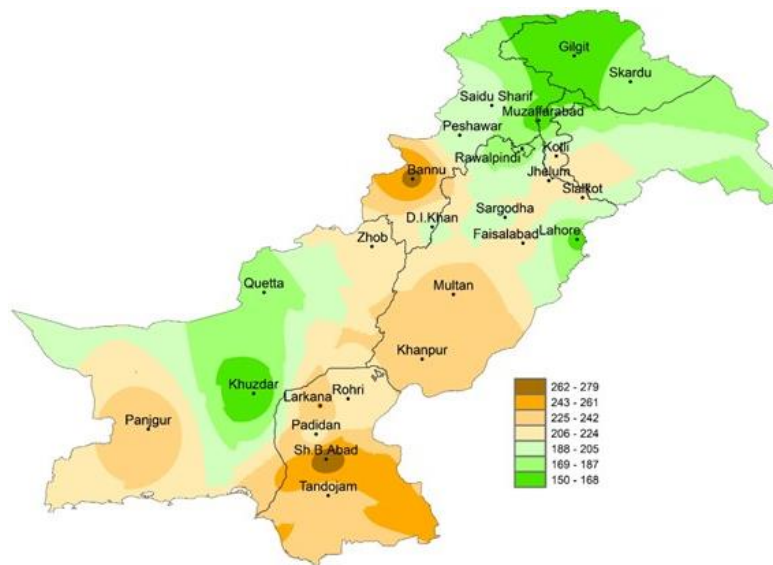 Gilgit
Skardu
Saidu Sharif
Muzaffarabad
Peshawar
Kotli
Rawalpindi
Bannu
Jhelum
Sialkot
Sargodha
D.I.Khan
Lahore
Zhob
Faisalabad
Quetta
Multan
Khanpur
Khuzdar
Rohri
Larkana
Panjgur
Padidan
Sh.B.Abad
Tandojam
262 - 279
243 - 261
225 - 242
206 - 224
188 - 205
169 - 187
150 - 168